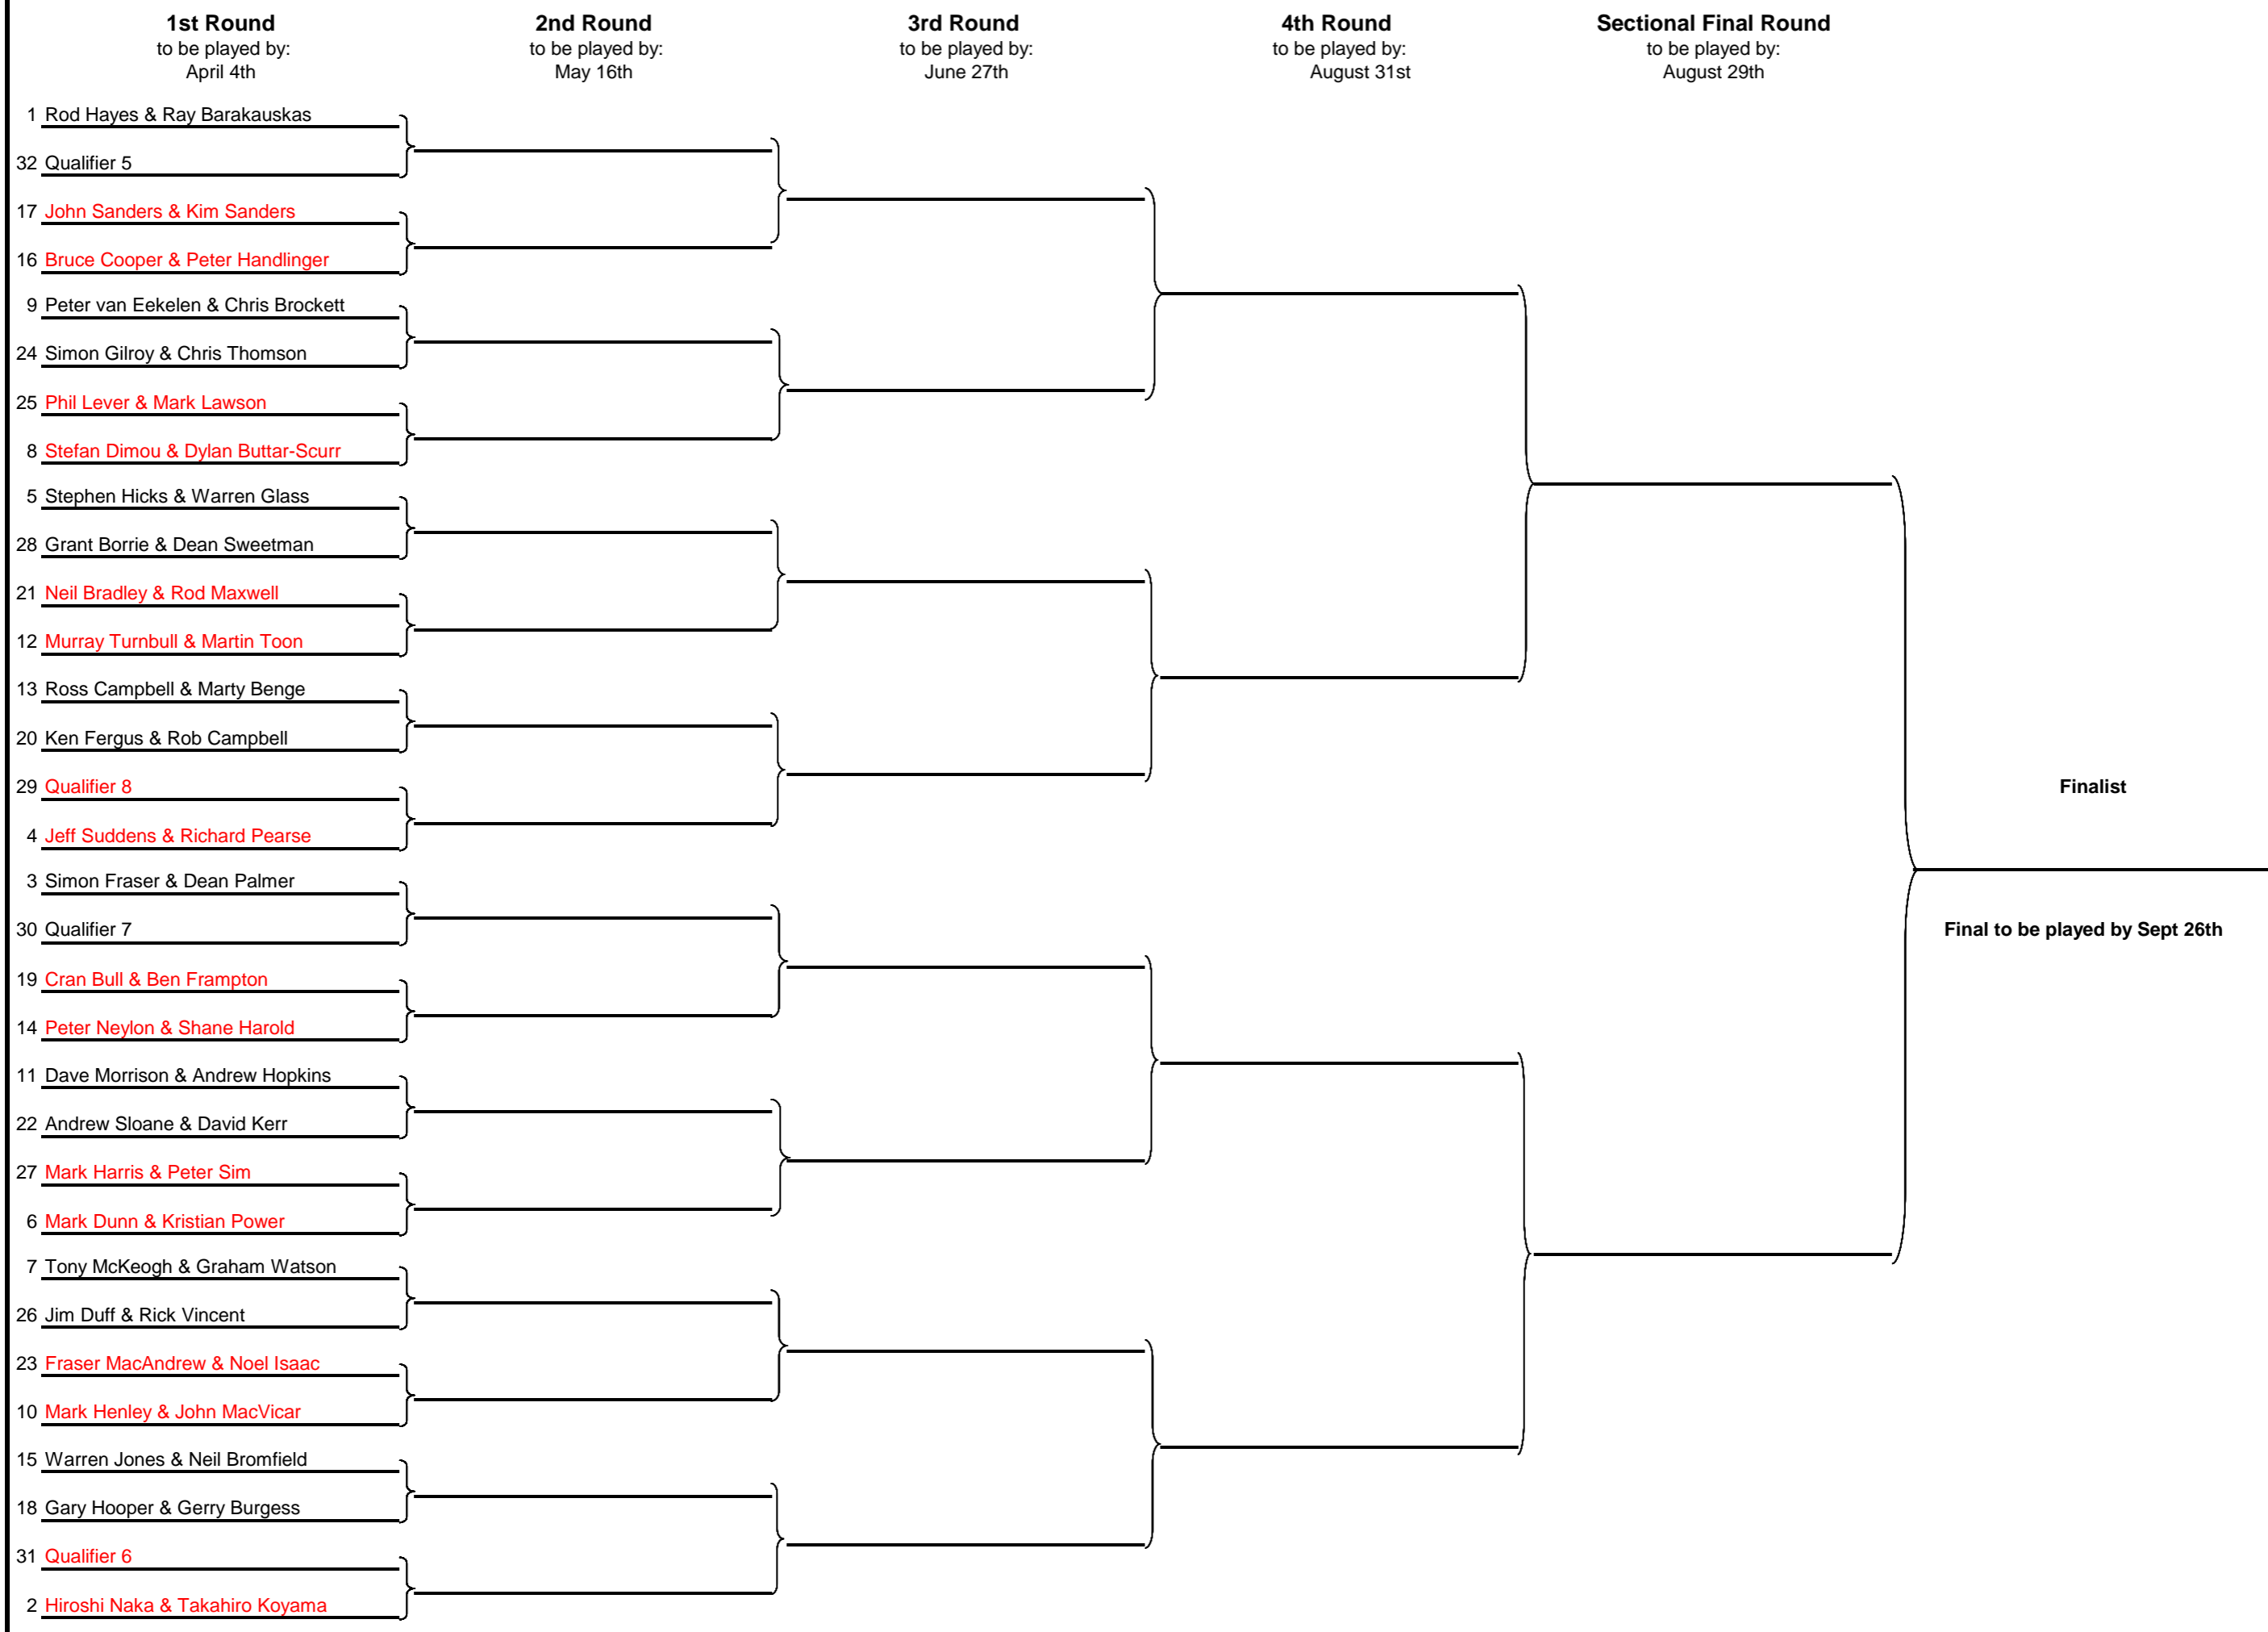 1st Round
to be played by:
April 4th
2nd Round
to be played by:
May 16th
3rd Round
to be played by:
June 27th
4th Round
to be played by:
August 31st
Sectional Final Round
to be played by:
August 29th
1 Rod Hayes & Ray Barakauskas
32 Qualifier 5
17 John Sanders & Kim Sanders
16 Bruce Cooper & Peter Handlinger
9 Peter van Eekelen & Chris Brockett
24 Simon Gilroy & Chris Thomson
25 Phil Lever & Mark Lawson
8 Stefan Dimou & Dylan Buttar-Scurr
5 Stephen Hicks & Warren Glass
28 Grant Borrie & Dean Sweetman
21 Neil Bradley & Rod Maxwell
12 Murray Turnbull & Martin Toon
13 Ross Campbell & Marty Benge
20 Ken Fergus & Rob Campbell
29 Qualifier 8
Finalist
4 Jeff Suddens & Richard Pearse
3 Simon Fraser & Dean Palmer
30 Qualifier 7
Final to be played by Sept 26th
19 Cran Bull & Ben Frampton
14 Peter Neylon & Shane Harold
11 Dave Morrison & Andrew Hopkins
22 Andrew Sloane & David Kerr
27 Mark Harris & Peter Sim
6 Mark Dunn & Kristian Power
7 Tony McKeogh & Graham Watson
26 Jim Duff & Rick Vincent
23 Fraser MacAndrew & Noel Isaac
10 Mark Henley & John MacVicar
15 Warren Jones & Neil Bromfield
18 Gary Hooper & Gerry Burgess
31 Qualifier 6
2 Hiroshi Naka & Takahiro Koyama